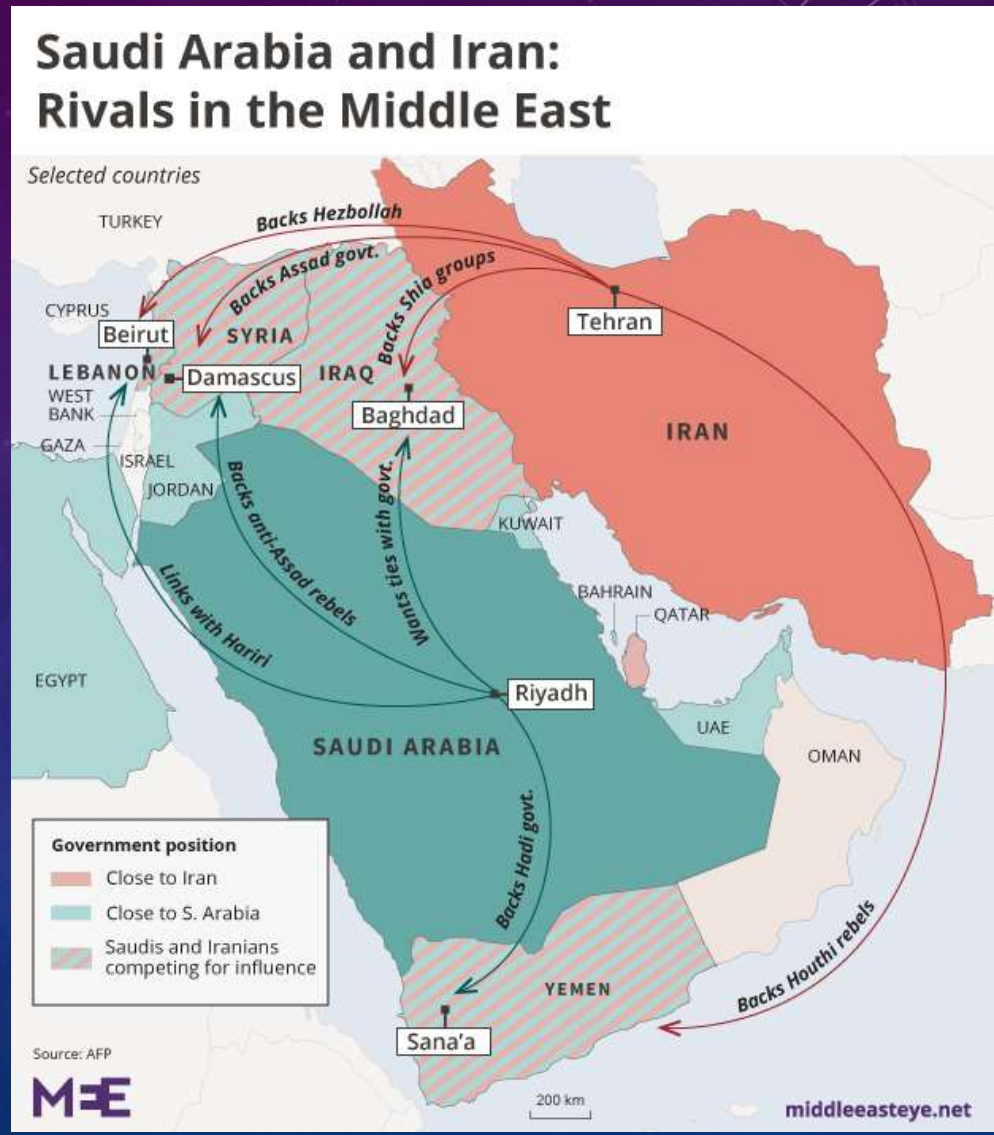 Saudi Arabia and Iran:
Rivals in the Middle East
Selected countries
TURKEY
Backs Hezbollah
Backs Assad govt.
Backs Shia groups
CYPRUS
Beirut
SYRIA
Tehran
LEBANON
Damascus
IRAQ
WEST
BANK
Baghdad
IRAN
GAZA
ISRAEL
JORDAN
KUWAIT
Backs anti-Assad rebels
Wants ties with govt.
Links with Hariri
BAHRAIN
QATAR
EGYPT
Riyadh
UAE
SAUDI ARABIA
OMAN
Backs Hadi govt.
Backs Houthi rebels
YEMEN
Sana'a
Government position
Close to Iran
Close to S. Arabia
Saudis and Iranians
competing for influence
Source: AFP
MEE
200 km
middleeasteye.net